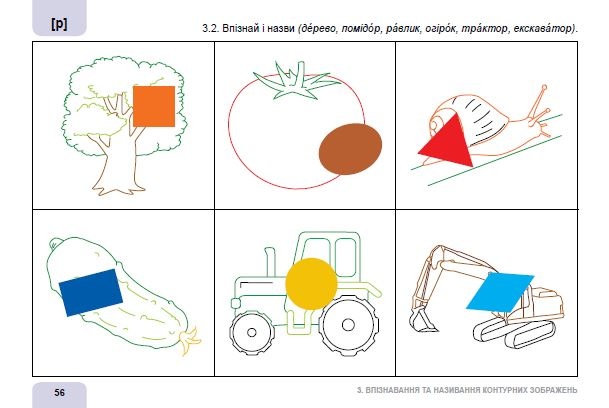 [р]
3.2. Впізнай і назви (де́рево, помідо́р, ра́влик, огіро́к, тра́ктор, екскава́тор).
56
3. ВПІЗНАВАННЯ ТА НАЗИВАННЯ КОНТУРНИХ ЗОБРАЖЕНЬ